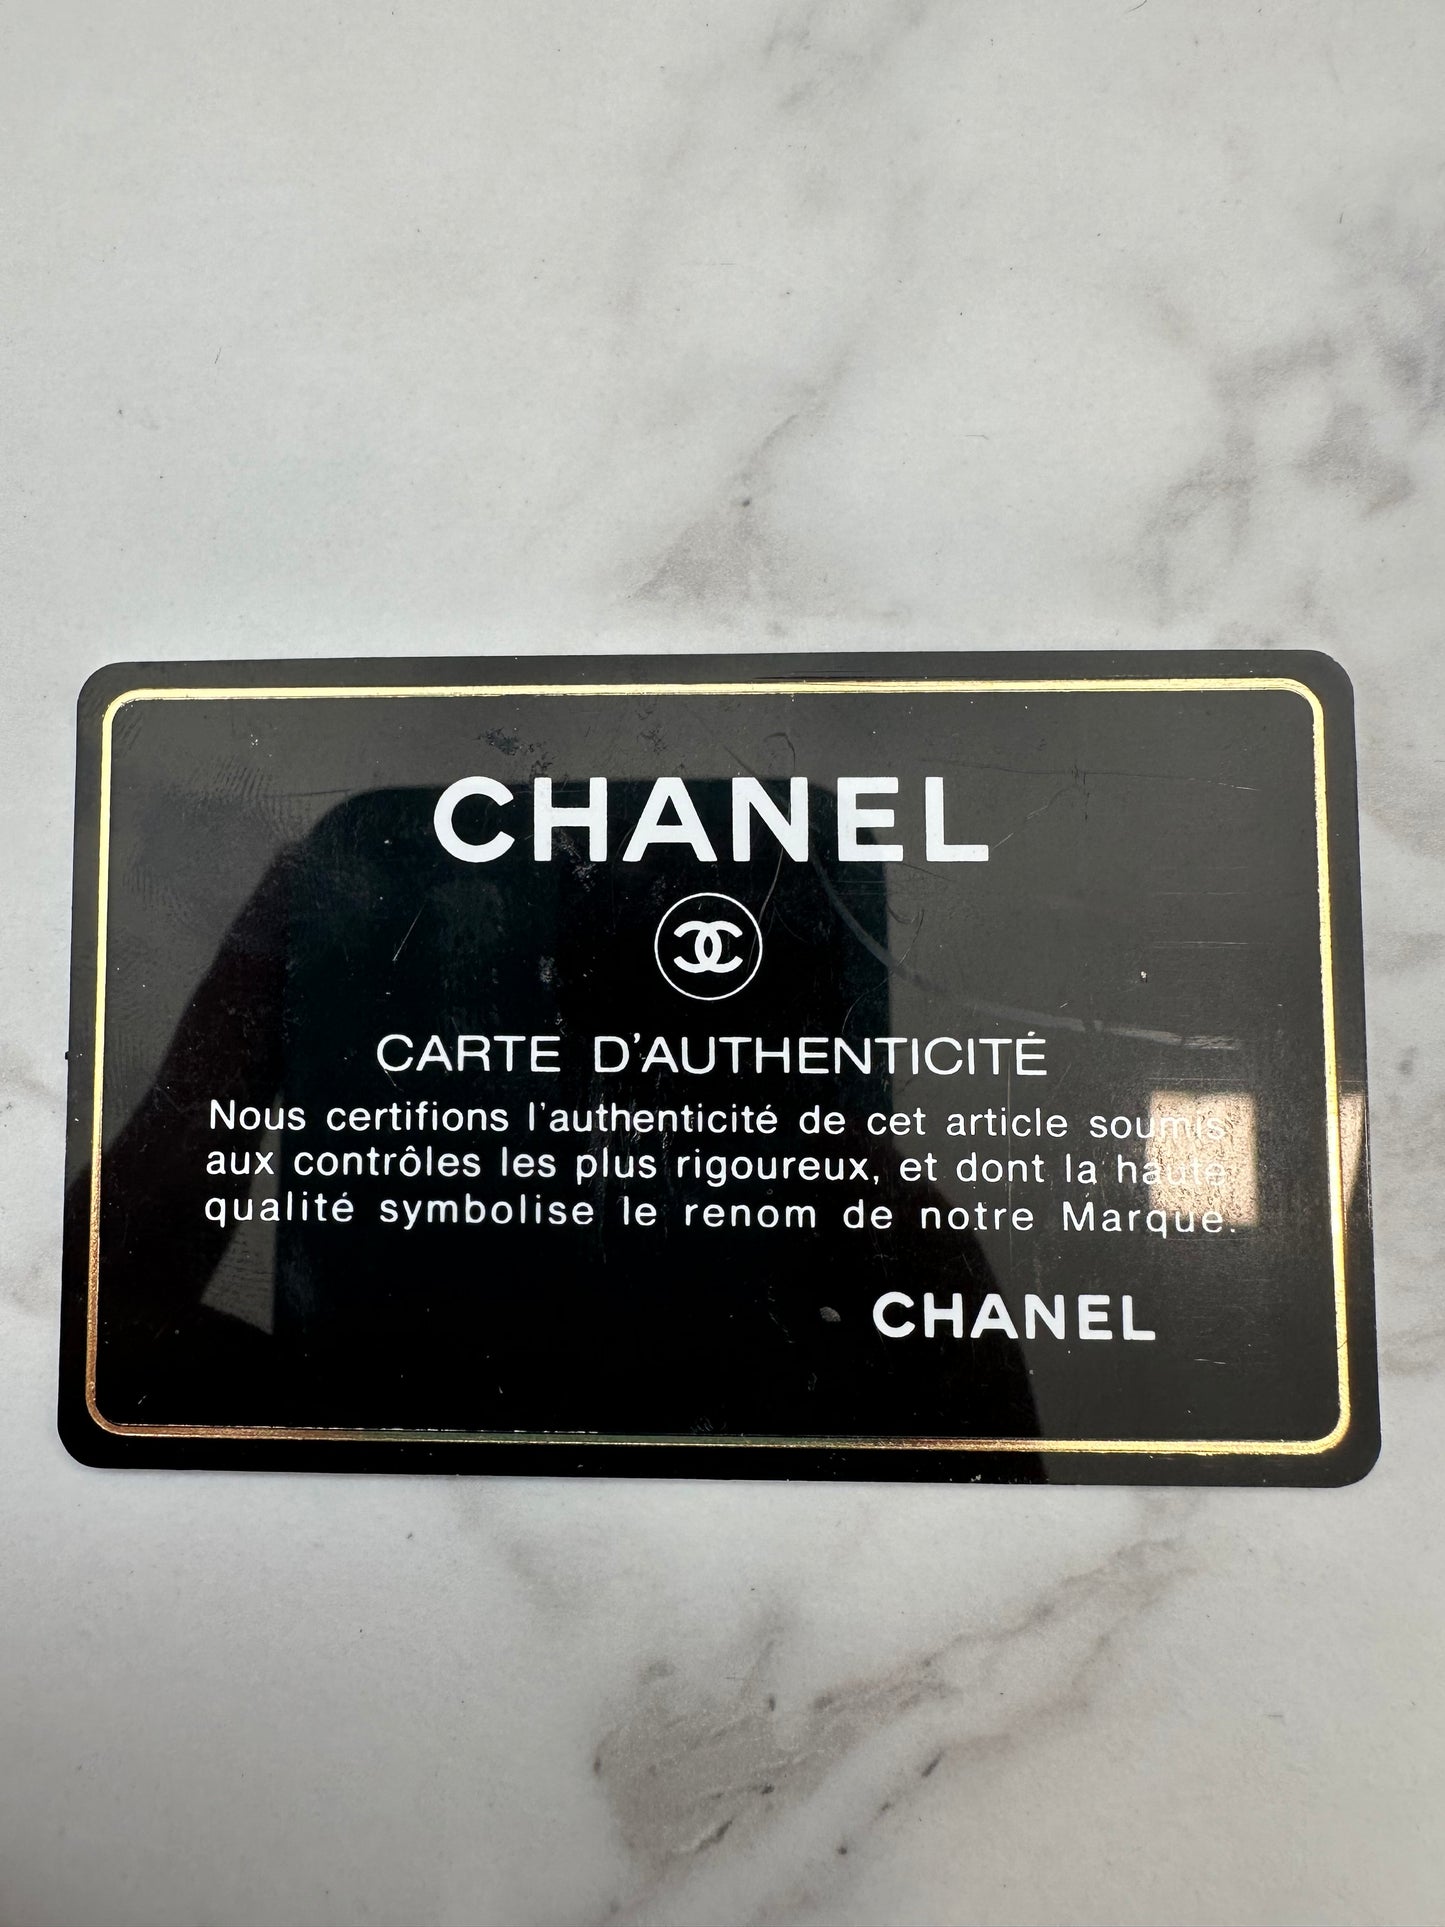 CHANEL
CARTE D'AUTHENTICITÉ
Nous certifions l'authenticité de cet article soumis
aux contrôles les plus rigoureux, et dont la haute
qualité symbolise le renom de notre Marque.
CHANEL